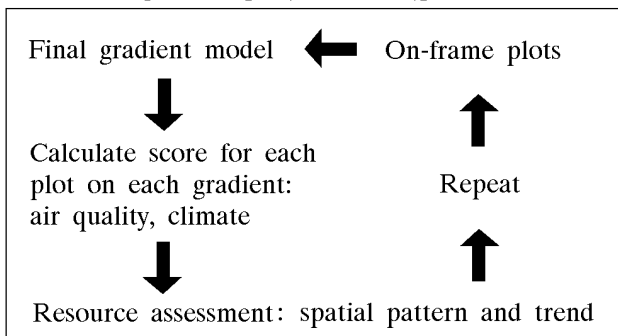 Final gradient model
On-frame plots
Calculate score for each
plot on each gradient:
air quality, climate
Repeat
Resource assessment: spatial pattern and trend